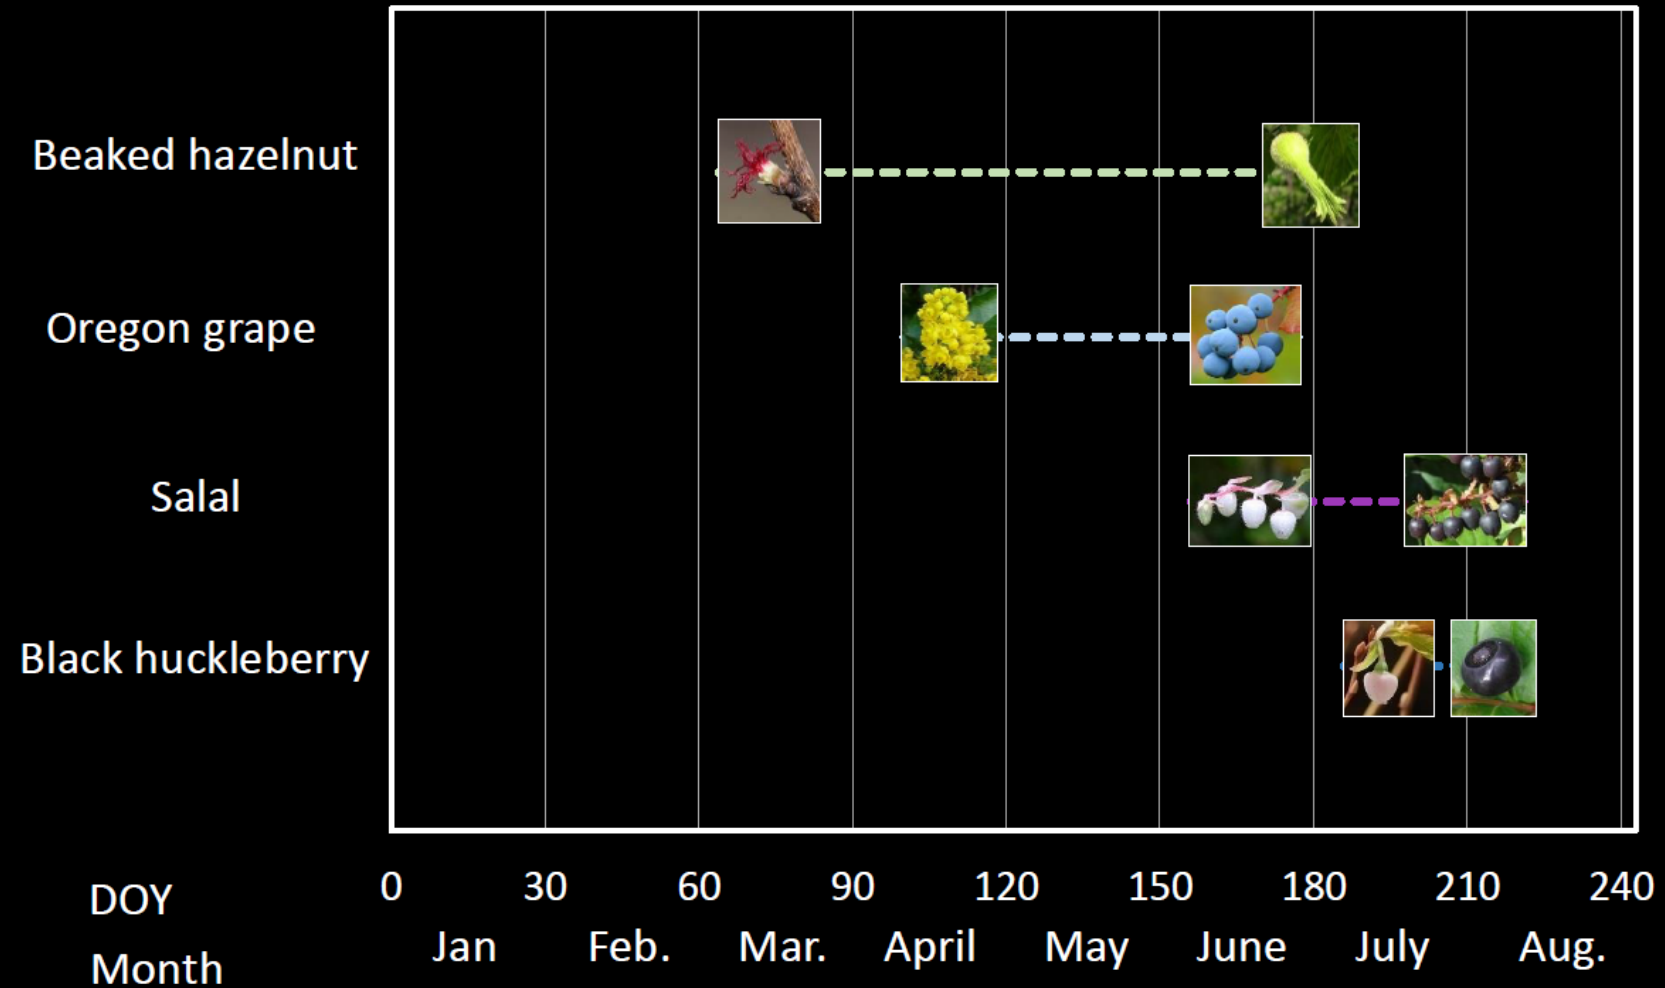 Beaked hazelnut
Oregon grape
Salal
Black huckleberry
DOY 0 30 60 90 120 150 180 210 240
Month Jan Feb. Mar. April May June July Aug.